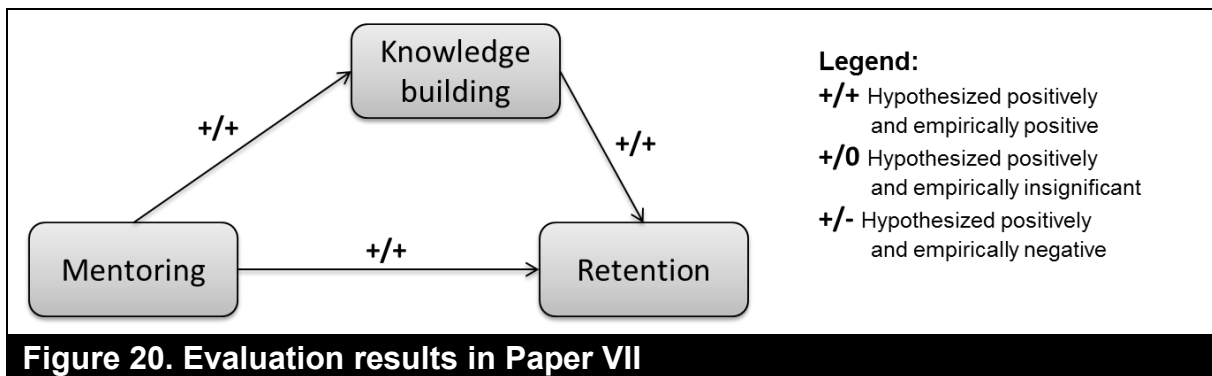 Knowledge
building
+/+
+/+
Mentoring
+/+
Retention
Legend:
+/+ Hypothesized positively
and empirically positive
+/0 Hypothesized positively
and empirically insignificant
+/- Hypothesized positively
and empirically negative
Figure 20. Evaluation results in Paper VII